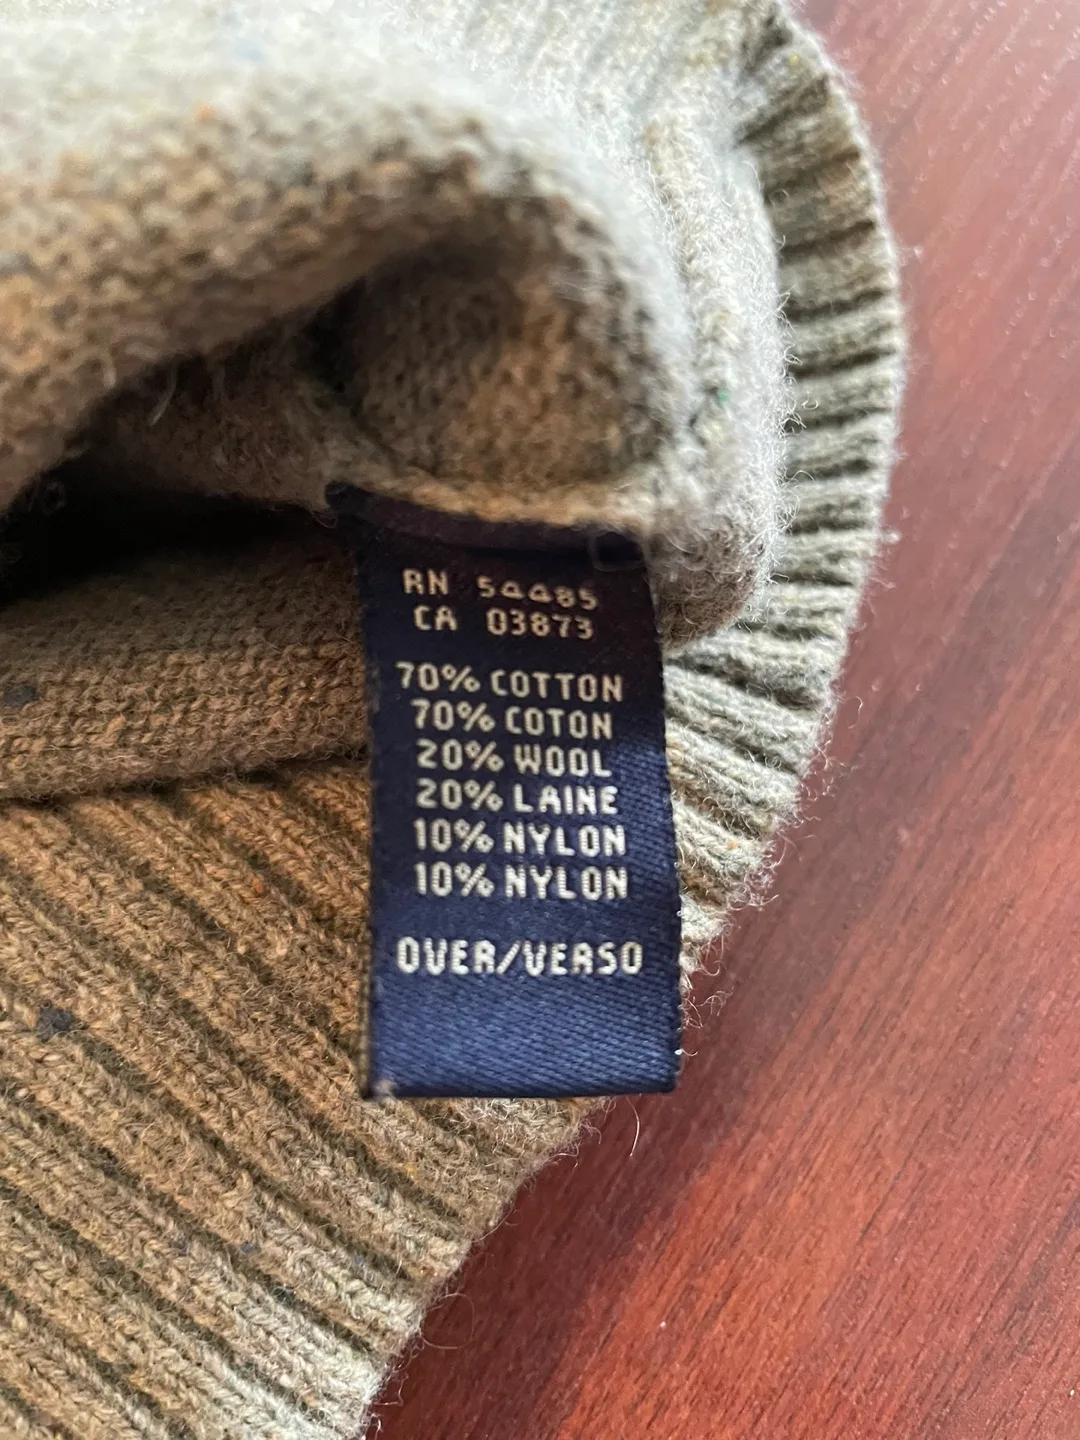 RN 54485
CA 03873
70% COTTON
70% COTON
20% WOOL
20% LAINE
10% NYLON
10% NYLON
OVER/VERSO